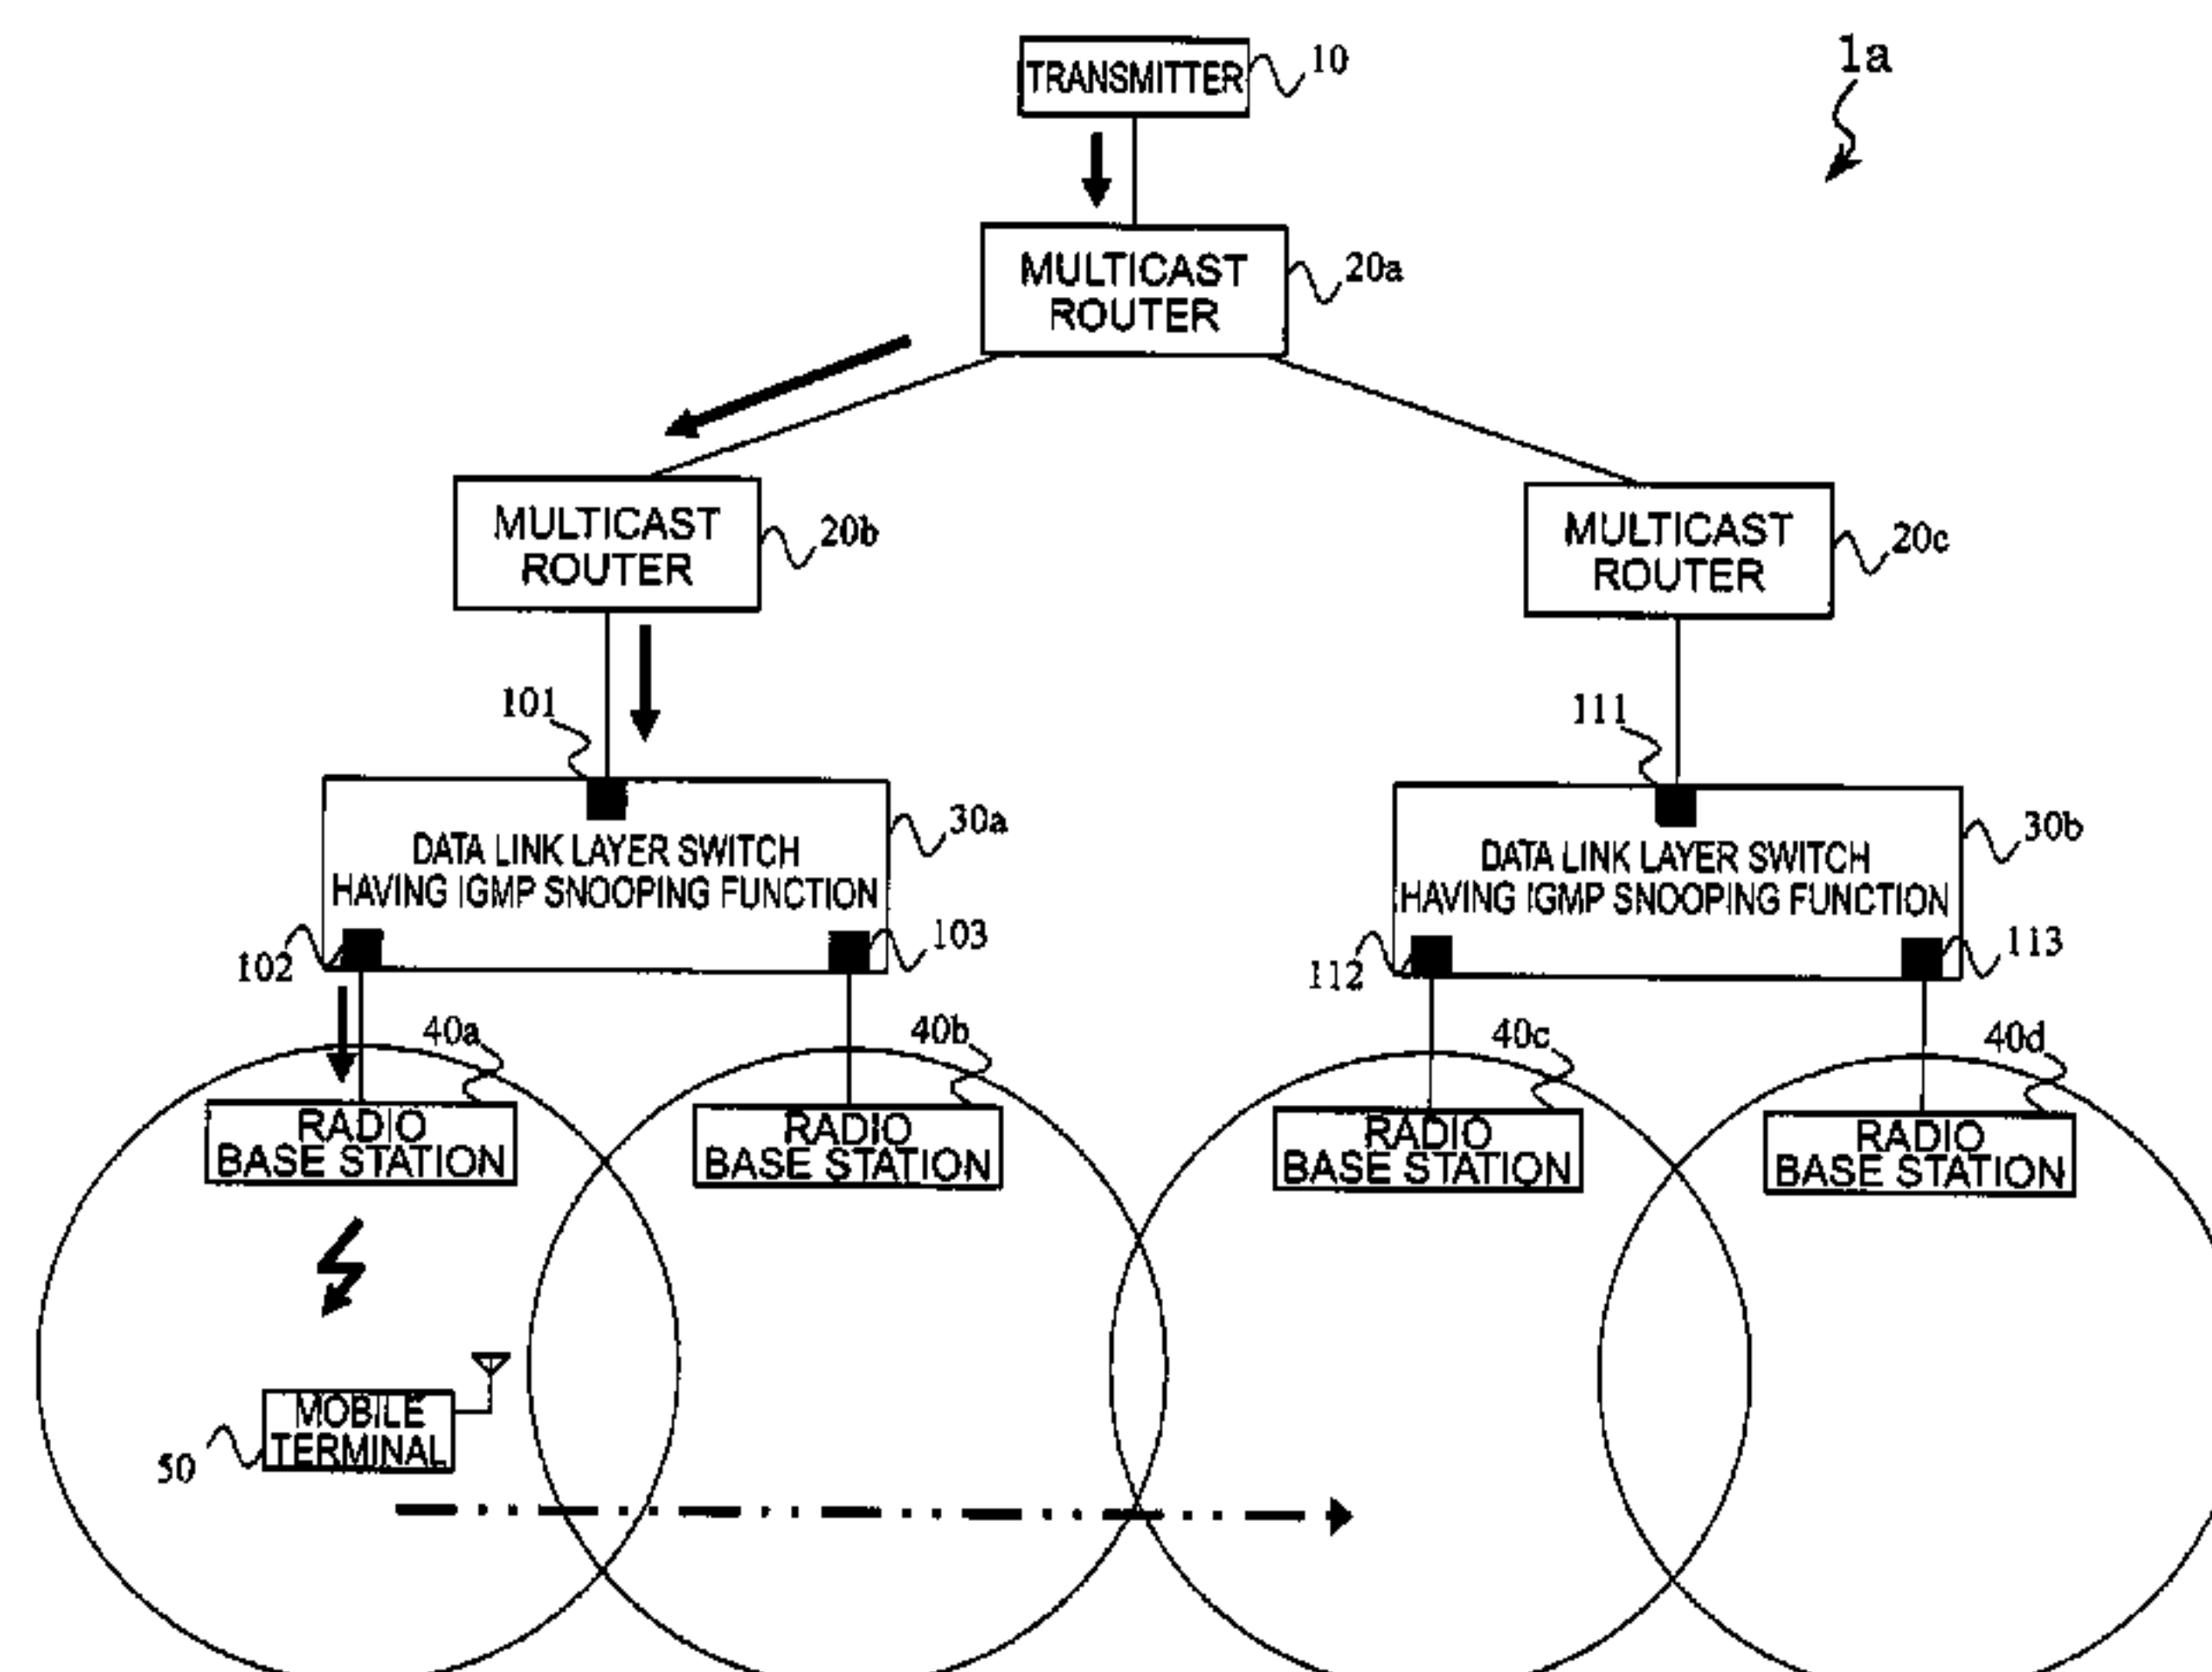 1a
TRANSMITTER
10
MULTICAST
ROUTER
20a
MULTICAST
ROUTER
20b
MULTICAST
ROUTER
20c
101
111
DATA LINK LAYER SWITCH
HAVING IGMP SNOOPING FUNCTION
30a
DATA LINK LAYER SWITCH
HAVING IGMP SNOOPING FUNCTION
30b
102
103
112
113
40a
40b
40c
40d
RADIO
BASE STATION
RADIO
BASE STATION
RADIO
BASE STATION
RADIO
BASE STATION
MOBILE
TERMINAL
50